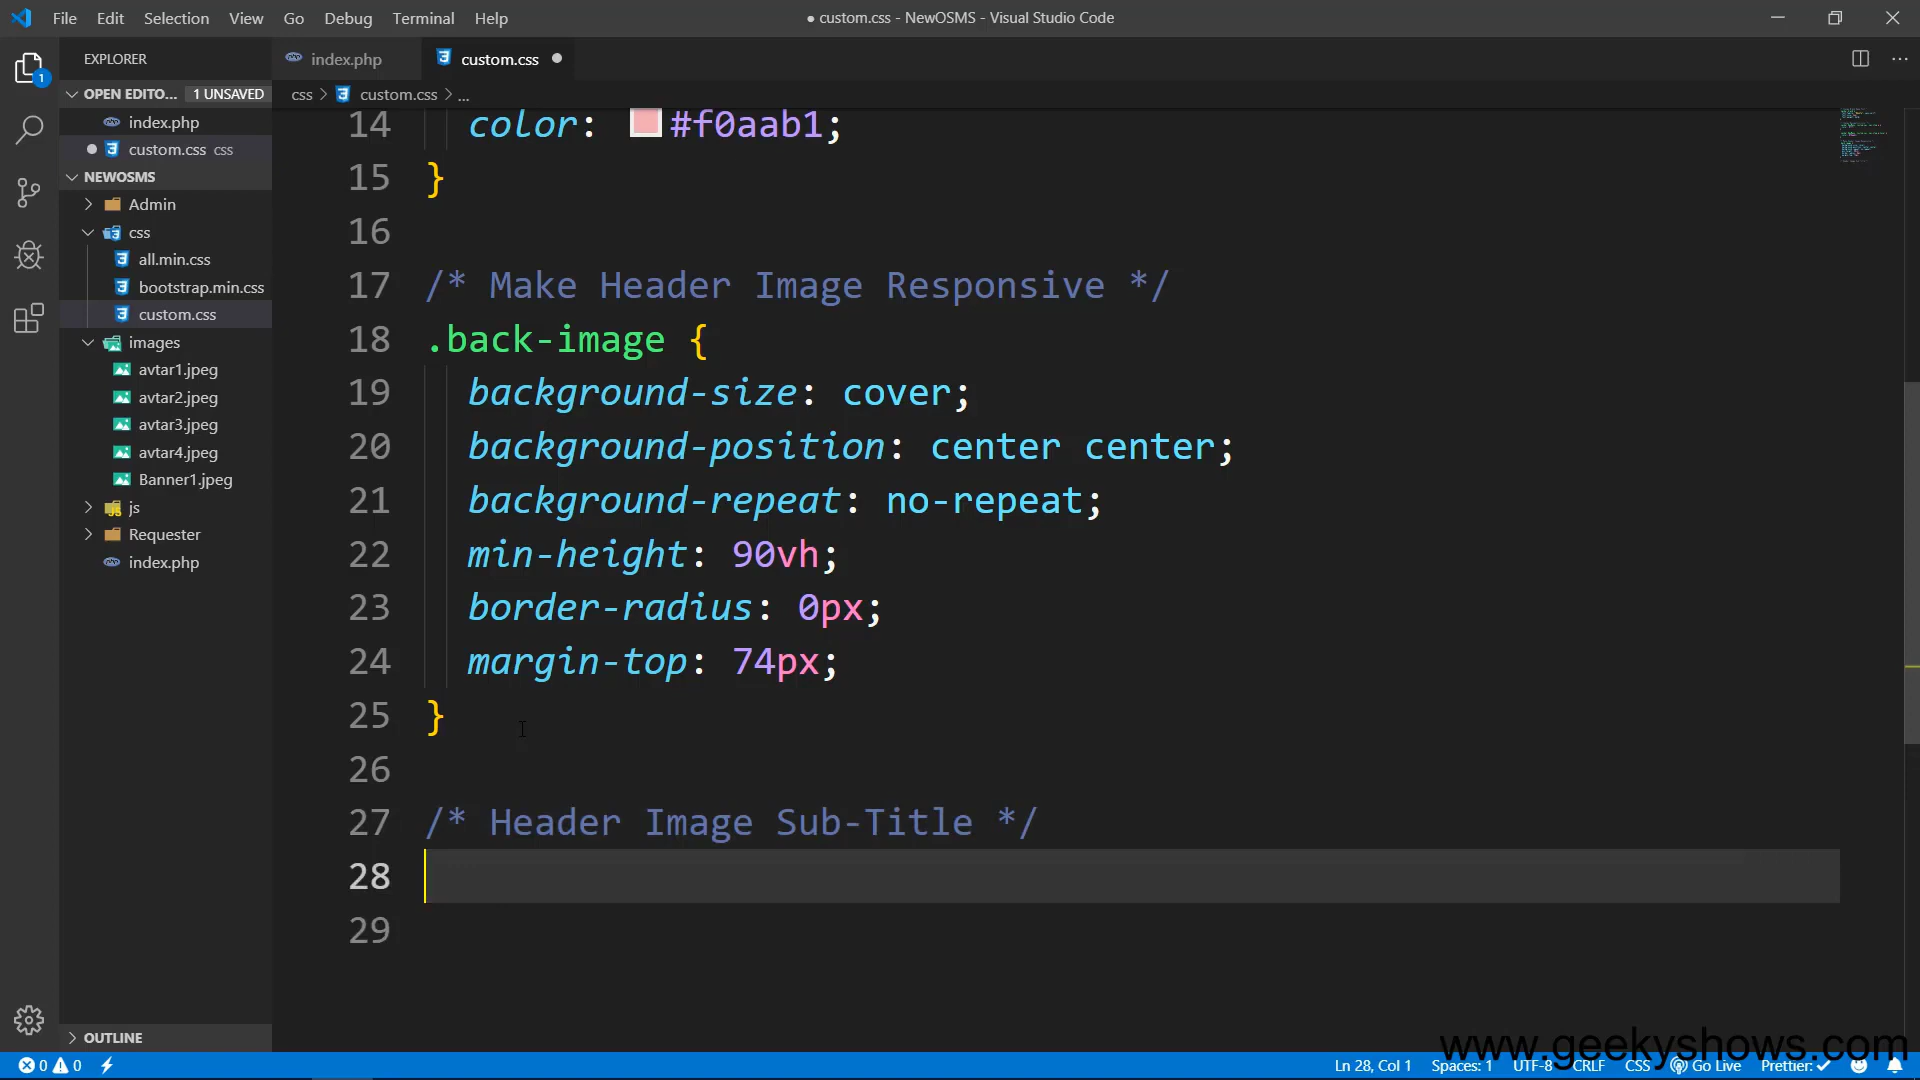 File Edit Selection View Go Debug Terminal Help
● custom.css - NewOSMS - Visual Studio Code
EXPLORER
index.php
custom.css
OPEN EDITO... 1 UNSAVED
css > custom.css > ...
index.php
custom.css css
NEWOSMS
Admin
css
all.min.css
bootstrap.min.css
custom.css
images
avtar1.jpeg
avtar2.jpeg
avtar3.jpeg
avtar4.jpeg
Banner1.jpeg
js
Requester
index.php
OUTLINE
1
14 color: #f0aab1;
15 }
16
17 /* Make Header Image Responsive */
18 .back-image {
19 background-size: cover;
20 background-position: center center;
21 background-repeat: no-repeat;
22 min-height: 90vh;
23 border-radius: 0px;
24 margin-top: 74px;
25 }
26
27 /* Header Image Sub-Title */
28
29
www.geekyshows.com
0 0
Ln 28, Col 1 Spaces: 1 UTF-8 CRLF CSS Go Live Prettier: ✓